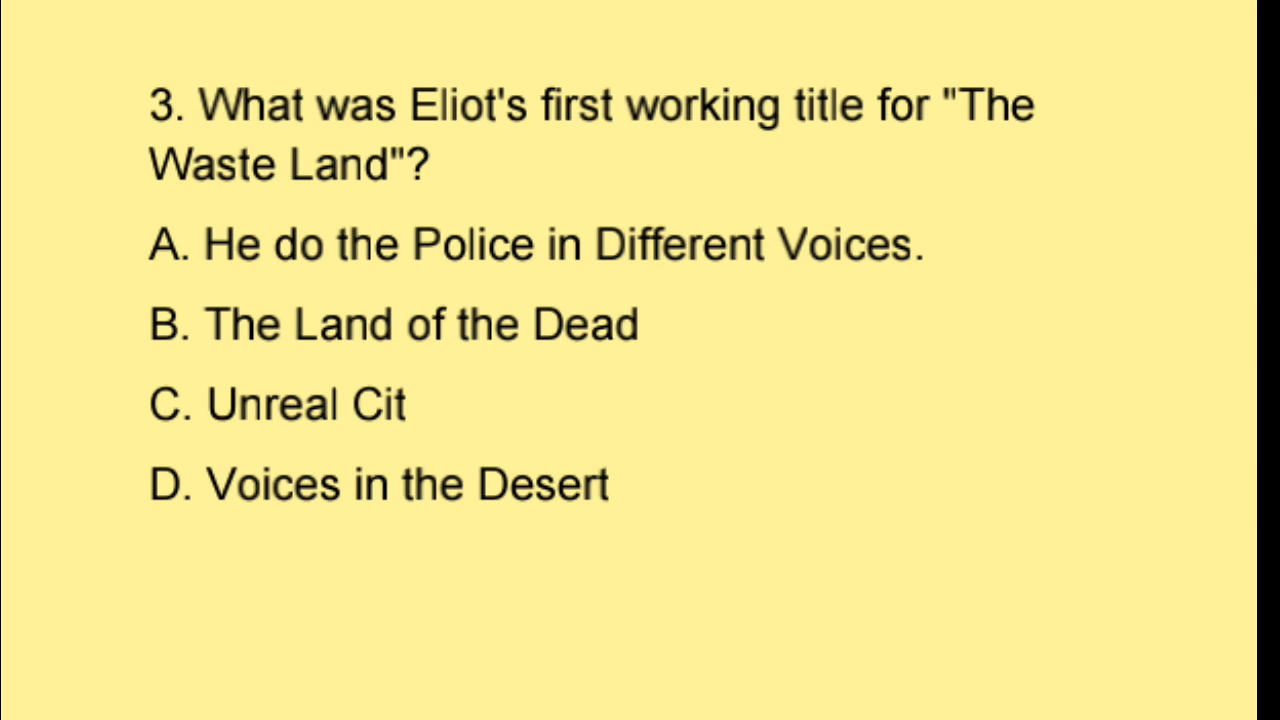 3. What was Eliot's first working title for "The
Waste Land"?
A. He do the Police in Different Voices.
B. The Land of the Dead
C. Unreal Cit
D. Voices in the Desert